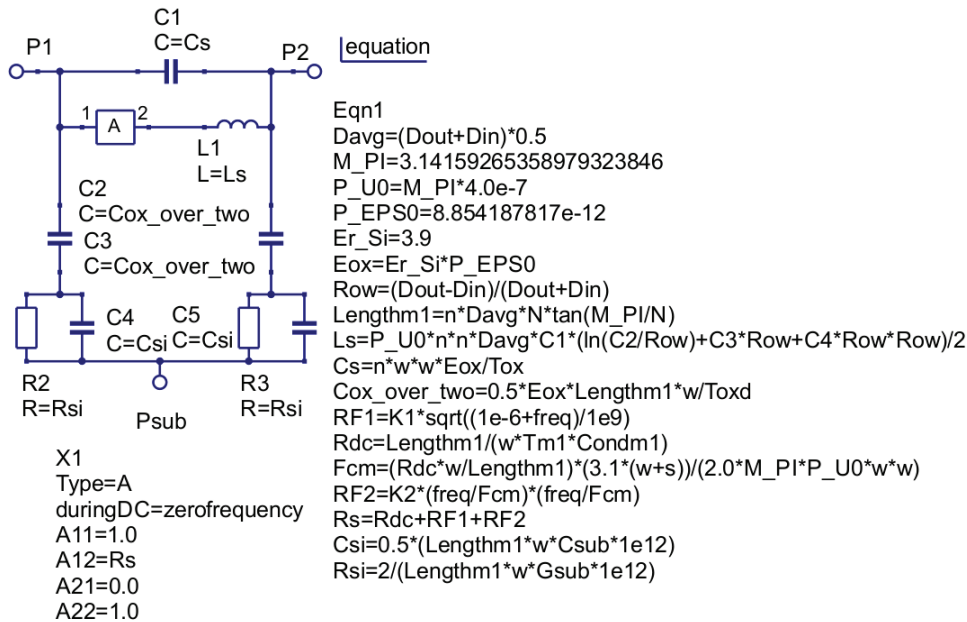 C1
C=Cs
P1
P2
equation
1
A
2
L1
L=Ls
C2
C=Cox_over_two
C3
C=Cox_over_two
C4
C=Csi
C5
C=Csi
R2
R=Rsi
Psub
R3
R=Rsi
X1
Type=A
duringDC=zerofrequency
A11=1.0
A12=Rs
A21=0.0
A22=1.0
Eqn1
Davg=(Dout+Din)*0.5
M_PI=3.14159265358979323846
P_U0=M_PI*4.0e-7
P_EPS0=8.854187817e-12
Er_Si=3.9
Eox=Er_Si*P_EPS0
Row=(Dout-Din)/(Dout+Din)
Lengthm1=n*Davg*N*tan(M_PI/N)
Ls=P_U0*n*n*Davg*C1*(ln(C2/Row)+C3*Row+C4*Row*Row)/2
Cs=n*w*w*Eox/Tox
Cox_over_two=0.5*Eox*Lengthm1*w/Toxd
RF1=K1*sqrt((1e-6+freq)/1e9)
Rdc=Lengthm1/(w*Tm1*Condm1)
Fcm=(Rdc*w/Lengthm1)*(3.1*(w+s))/(2.0*M_PI*P_U0*w*w)
RF2=K2*(freq/Fcm)*(freq/Fcm)
Rs=Rdc+RF1+RF2
Csi=0.5*(Lengthm1*w*Csub*1e12)
Rsi=2/(Lengthm1*w*Gsub*1e12)